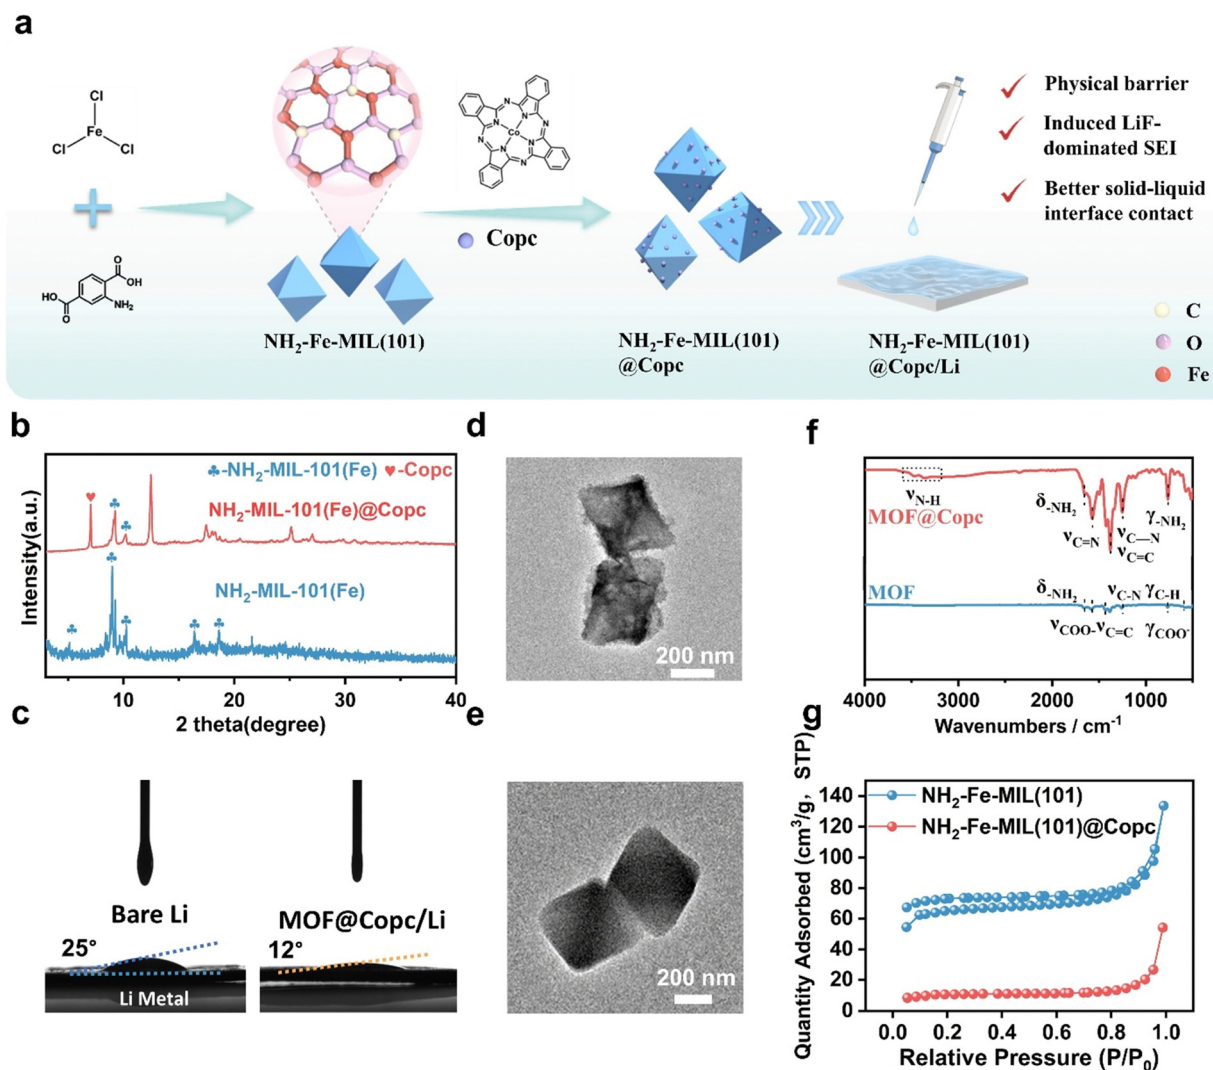 a
Cl
Fe
Cl
Cl
O
OH
HO
O
NH₂
NH₂-Fe-MIL(101)
N
N
N
N
Co
N
N
N
N
Copc
NH₂-Fe-MIL(101)
@Copc
NH₂-Fe-MIL(101)
@Copc/Li
Physical barrier
Induced LiF-
dominated SEI
Better solid-liquid
interface contact
C
O
Fe
b
♣-NH₂-MIL-101(Fe) ♥-Copc
NH₂-MIL-101(Fe)@Copc
NH₂-MIL-101(Fe)
Intensity(a.u.)
10
20
30
40
2 theta(degree)
c
Bare Li
25°
Li Metal
MOF@Copc/Li
12°
d
200 nm
e
200 nm
f
νN-H
MOF@Copc
δ-NH₂
νC=N
νC—N
νC=C
γ-NH₂
MOF
δ-NH₂
νC-N
γC-H
νCOO-
νC=C
γCOO-
4000
3000
2000
1000
Wavenumbers / cm⁻¹
g
NH₂-Fe-MIL(101)
NH₂-Fe-MIL(101)@Copc
Quantity Adsorbed (cm³/g, STP)
140
120
100
80
60
40
20
0
0.0
0.2
0.4
0.6
0.8
1.0
Relative Pressure (P/P₀)